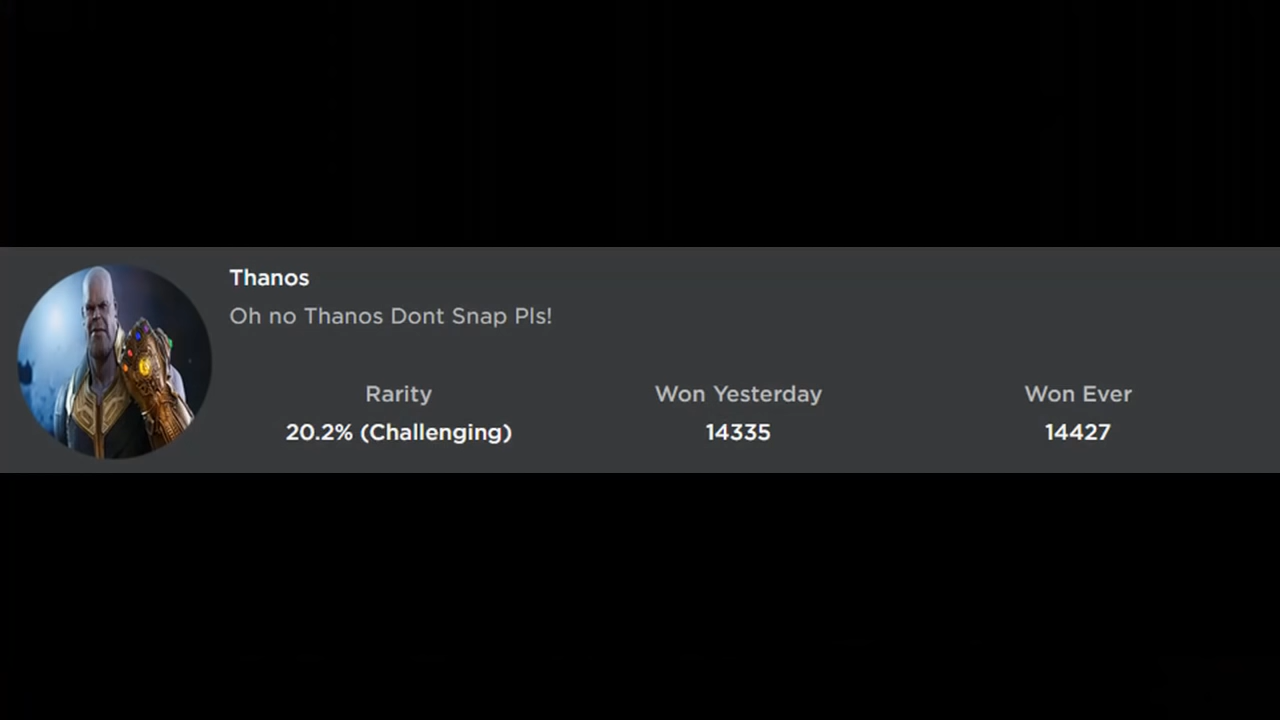 Thanos
Oh no Thanos Dont Snap Pls!
Rarity Won Yesterday Won Ever
20.2% (Challenging) 14335 14427